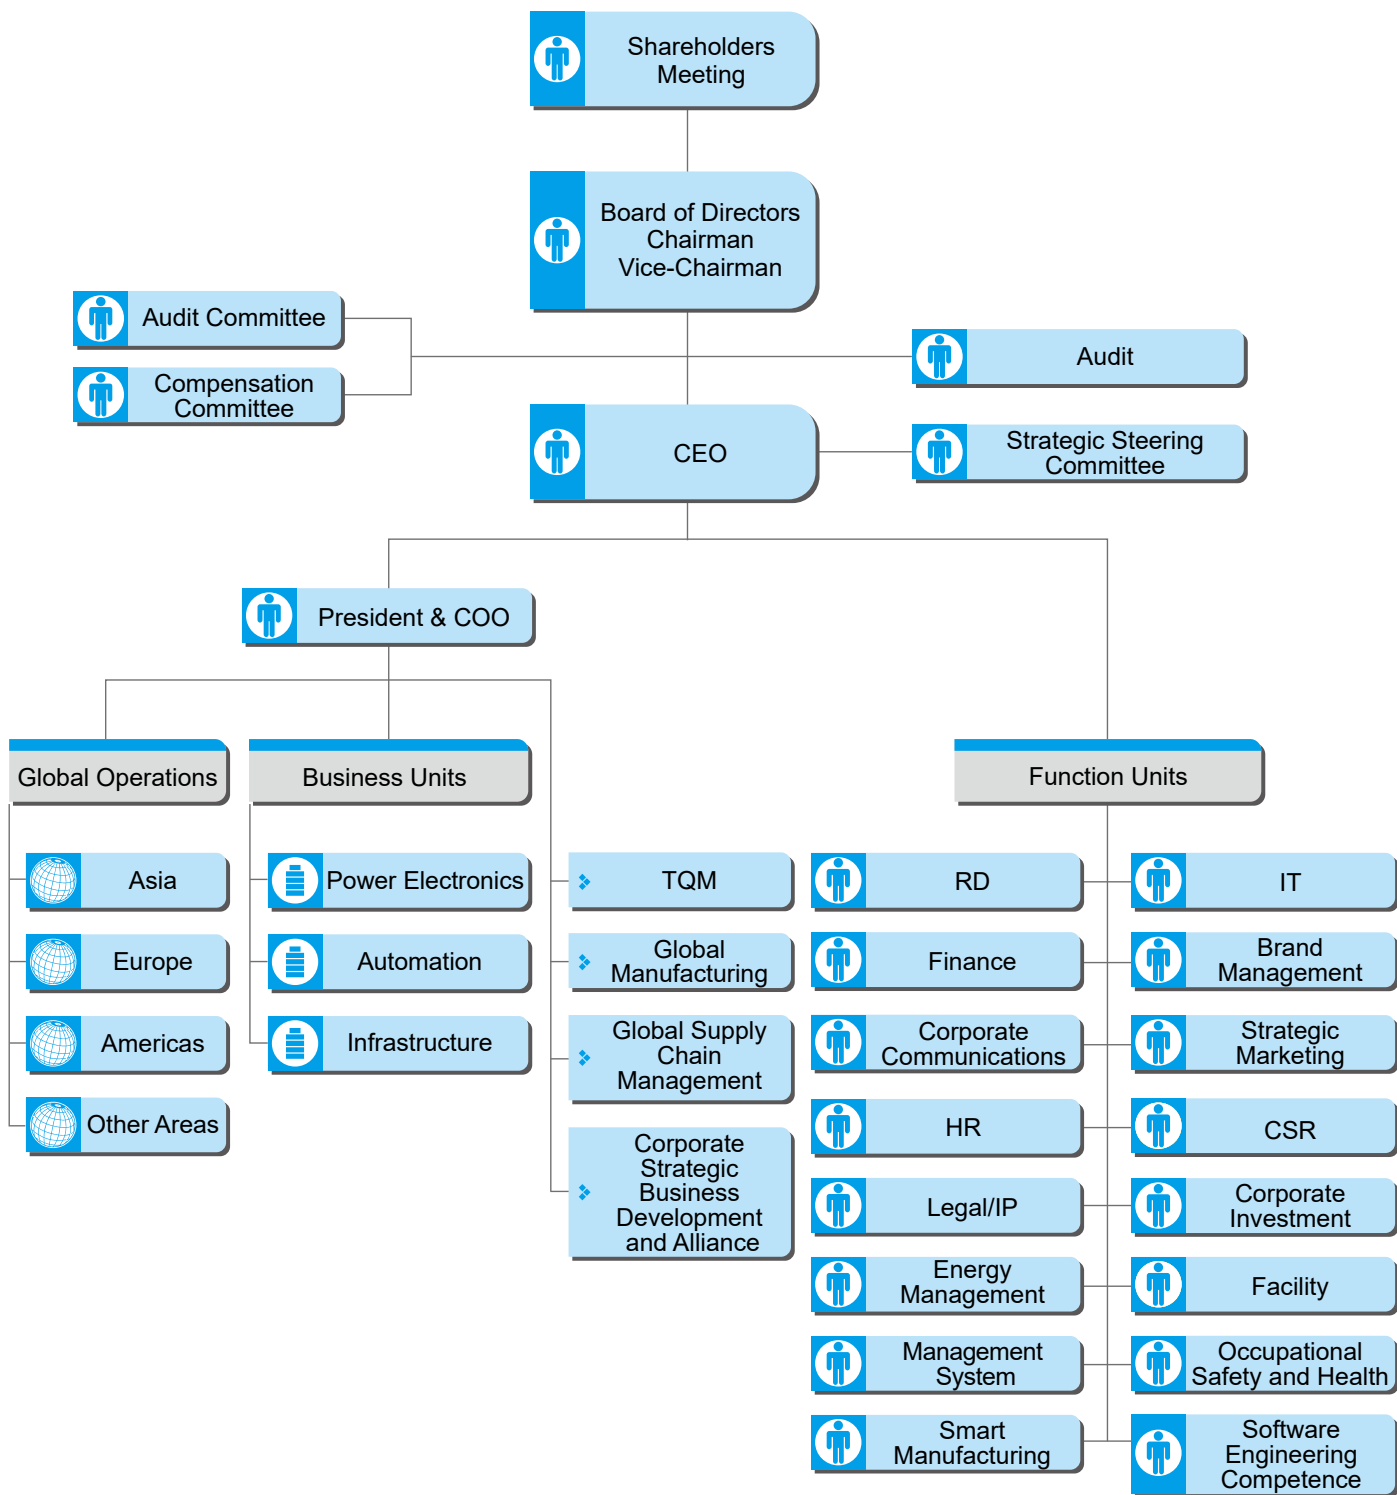 Shareholders
Meeting
Board of Directors
Chairman
Vice-Chairman
Audit Committee
Compensation
Committee
Audit
CEO
Strategic Steering
Committee
President & COO
Global Operations
Business Units
Function Units
Asia
Europe
Americas
Other Areas
Power Electronics
Automation
Infrastructure
TQM
Global
Manufacturing
Global Supply
Chain
Management
Corporate
Strategic
Business
Development
and Alliance
RD
Finance
Corporate
Communications
HR
Legal/IP
Energy
Management
Management
System
Smart
Manufacturing
IT
Brand
Management
Strategic
Marketing
CSR
Corporate
Investment
Facility
Occupational
Safety and Health
Software
Engineering
Competence